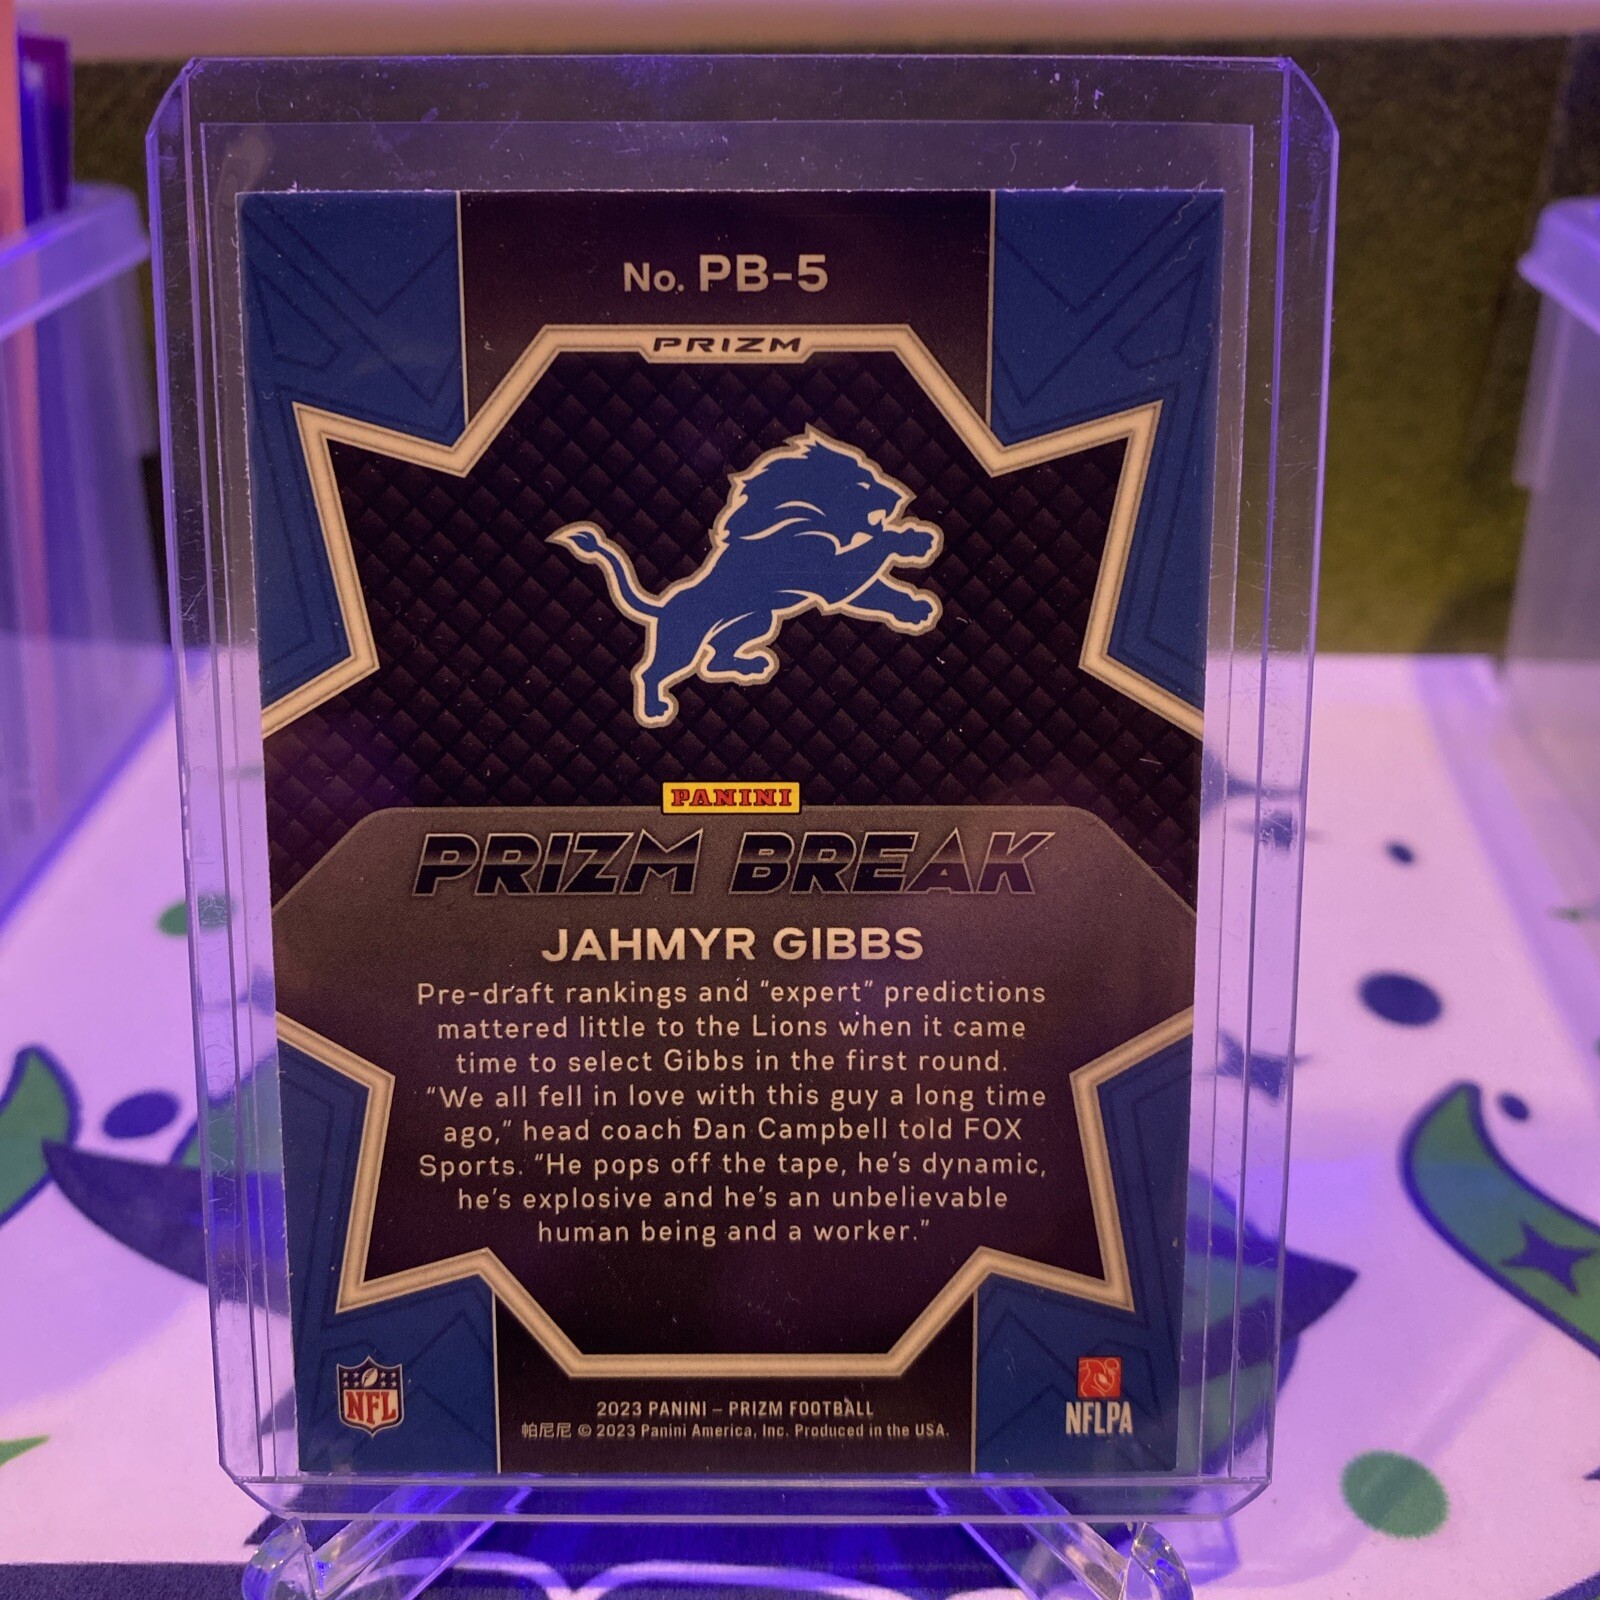 No. PB-5
PRIZM
PANINI
PRIZM BREAK
JAHMYR GIBBS
Pre-draft rankings and "expert" predictions
mattered little to the Lions when it came
time to select Gibbs in the first round.
"We all fell in love with this guy a long time
ago," head coach Dan Campbell told FOX
Sports. "He pops off the tape, he's dynamic,
he's explosive and he's an unbelievable
human being and a worker."
NFL
NFLPA
2023 PANINI – PRIZM FOOTBALL
帕尼尼 © 2023 Panini America, Inc. Produced in the USA.